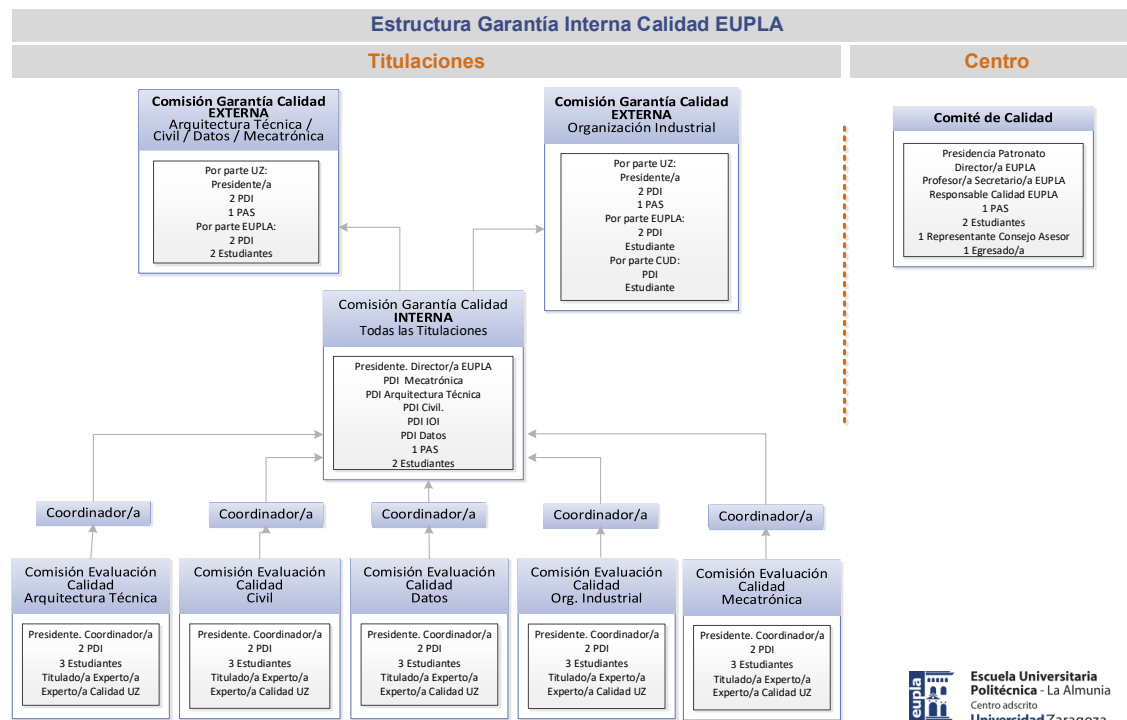 Estructura Garantía Interna Calidad EUPLA
Titulaciones
Centro
Comisión Garantía Calidad
EXTERNA
Arquitectura Técnica /
Civil / Datos / Mecatrónica
Por parte UZ:
Presidente/a
2 PDI
1 PAS
Por parte EUPLA:
2 PDI
2 Estudiantes
Comisión Garantía Calidad
EXTERNA
Organización Industrial
Por parte UZ:
Presidente/a
2 PDI
1 PAS
Por parte EUPLA:
2 PDI
Estudiante
Por parte CUD:
PDI
Estudiante
Comité de Calidad
Presidencia Patronato
Director/a EUPLA
Profesor/a Secretario/a EUPLA
Responsable Calidad EUPLA
1 PAS
2 Estudiantes
1 Representante Consejo Asesor
1 Egresado/a
Comisión Garantía Calidad
INTERNA
Todas las Titulaciones
Presidente. Director/a EUPLA
PDI Mecatrónica
PDI Arquitectura Técnica
PDI Civil.
PDI IOI
PDI Datos
1 PAS
2 Estudiantes
Coordinador/a
Coordinador/a
Coordinador/a
Coordinador/a
Coordinador/a
Comisión Evaluación
Calidad
Arquitectura Técnica
Presidente. Coordinador/a
2 PDI
3 Estudiantes
Titulado/a Experto/a
Experto/a Calidad UZ
Comisión Evaluación
Calidad
Civil
Presidente. Coordinador/a
2 PDI
3 Estudiantes
Titulado/a Experto/a
Experto/a Calidad UZ
Comisión Evaluación
Calidad
Datos
Presidente. Coordinador/a
2 PDI
3 Estudiantes
Titulado/a Experto/a
Experto/a Calidad UZ
Comisión Evaluación
Calidad
Org. Industrial
Presidente. Coordinador/a
2 PDI
3 Estudiantes
Titulado/a Experto/a
Experto/a Calidad UZ
Comisión Evaluación
Calidad
Mecatrónica
Presidente. Coordinador/a
2 PDI
3 Estudiantes
Titulado/a Experto/a
Experto/a Calidad UZ
eupla
Escuela Universitaria
Politécnica - La Almunia
Centro adscrito
Universidad Zaragoza